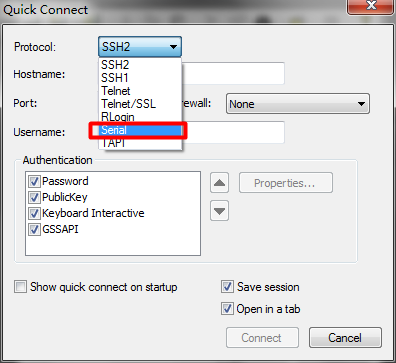 Quick Connect
Protocol: SSH2
SSH2
SSH1
Hostname:
Telnet
Telnet/SSL
Port: irewall: None
RLogin
Serial
Username:
TAPI
Authentication
Password
PublicKey
Keyboard Interactive
GSSAPI
Properties...
Show quick connect on startup
Save session
Open in a tab
Connect Cancel